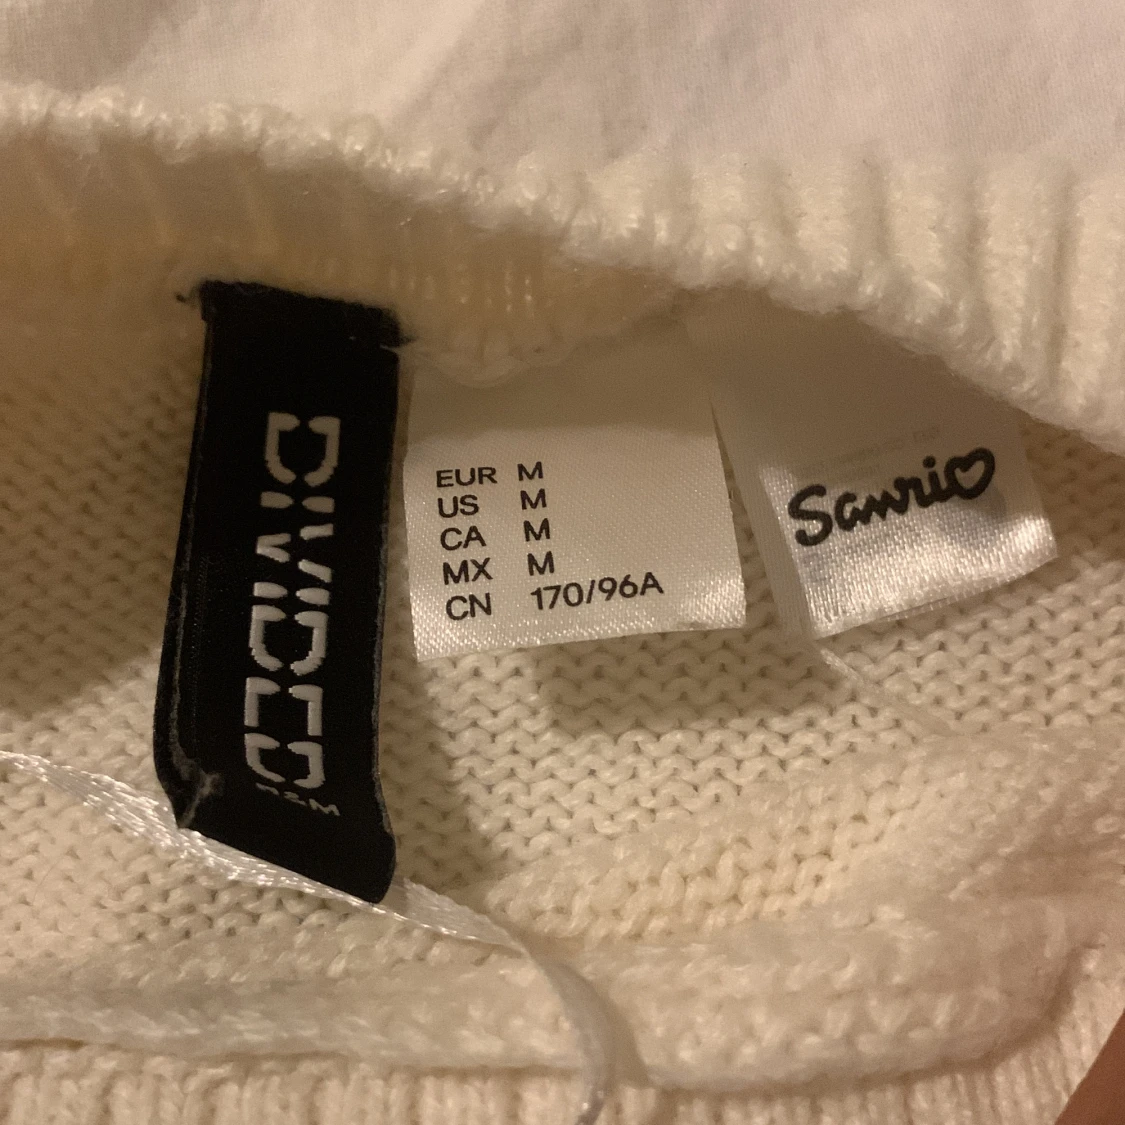 DIVIDED
H&M
EUR M
US M
CA M
MX M
CN 170/96A
Sanrio